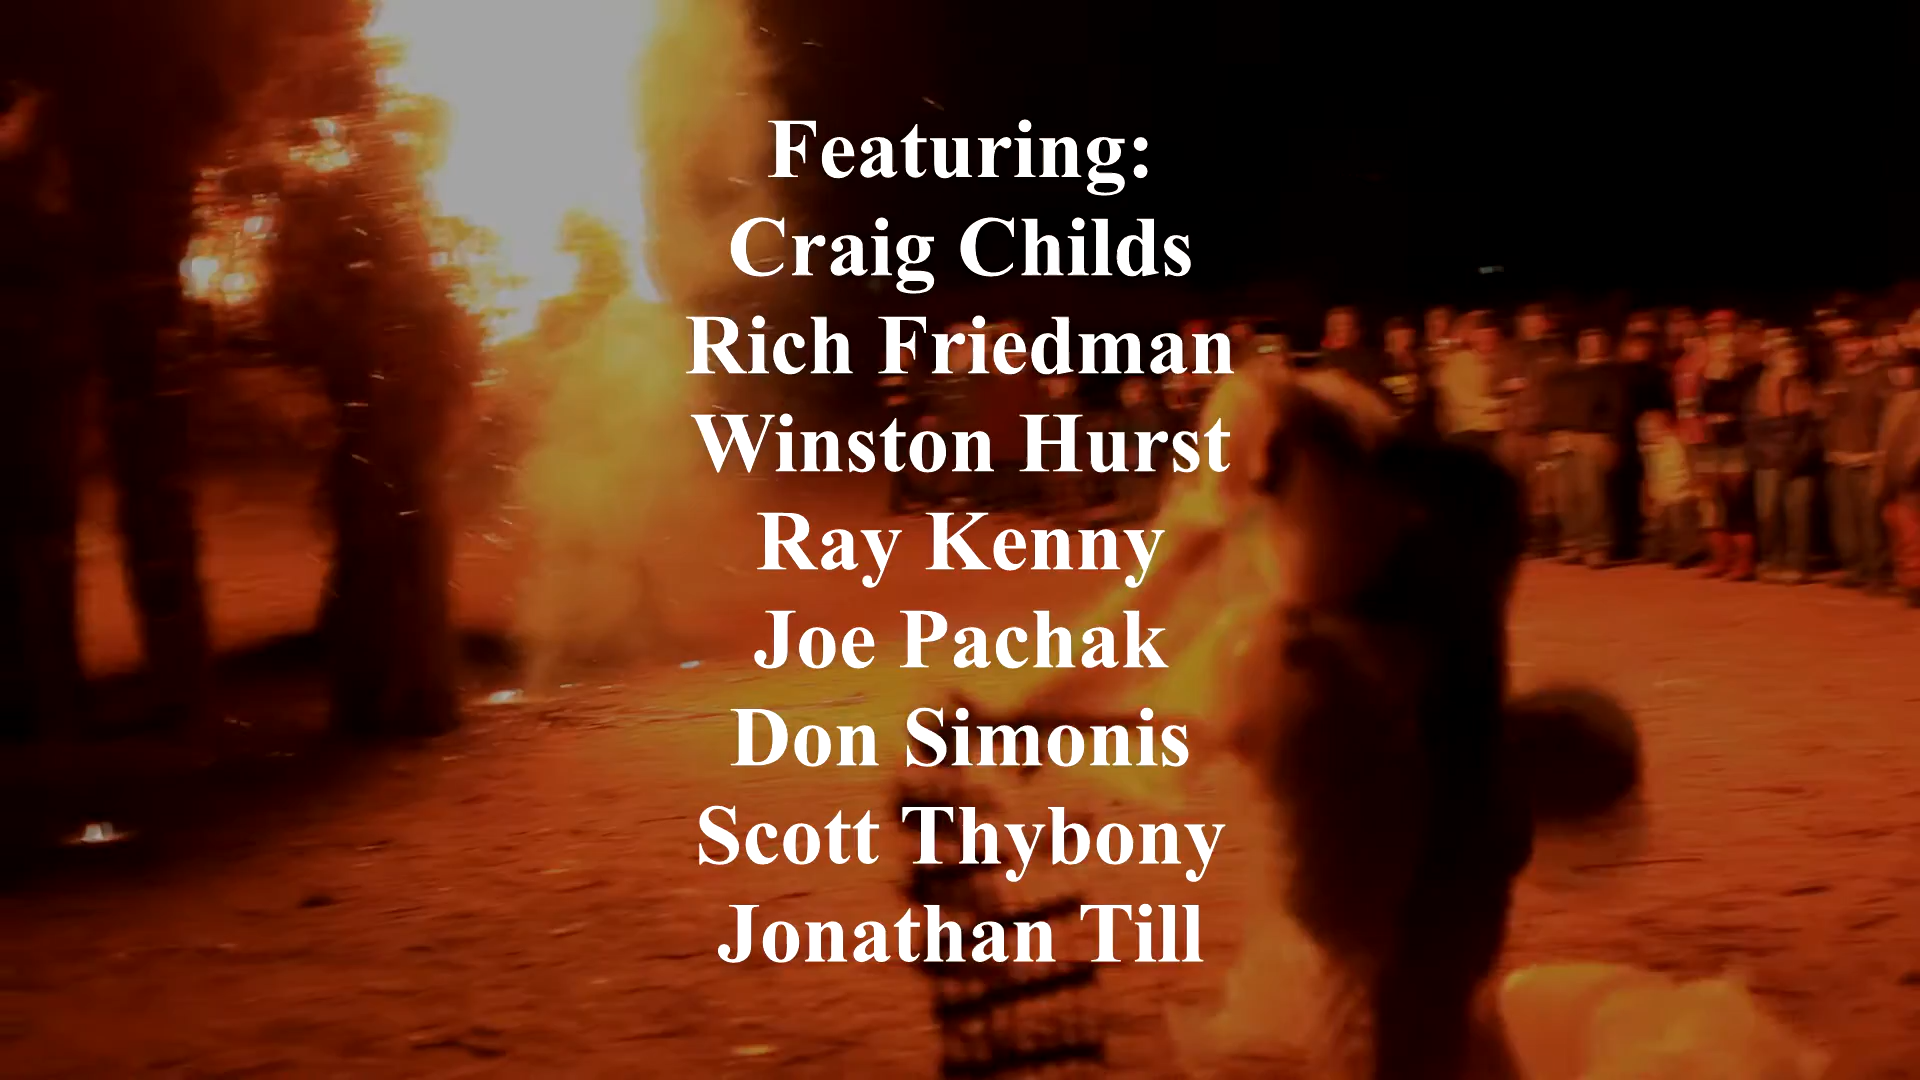 Featuring:
Craig Childs
Rich Friedman
Winston Hurst
Ray Kenny
Joe Pachak
Don Simonis
Scott Thybony
Jonathan Till